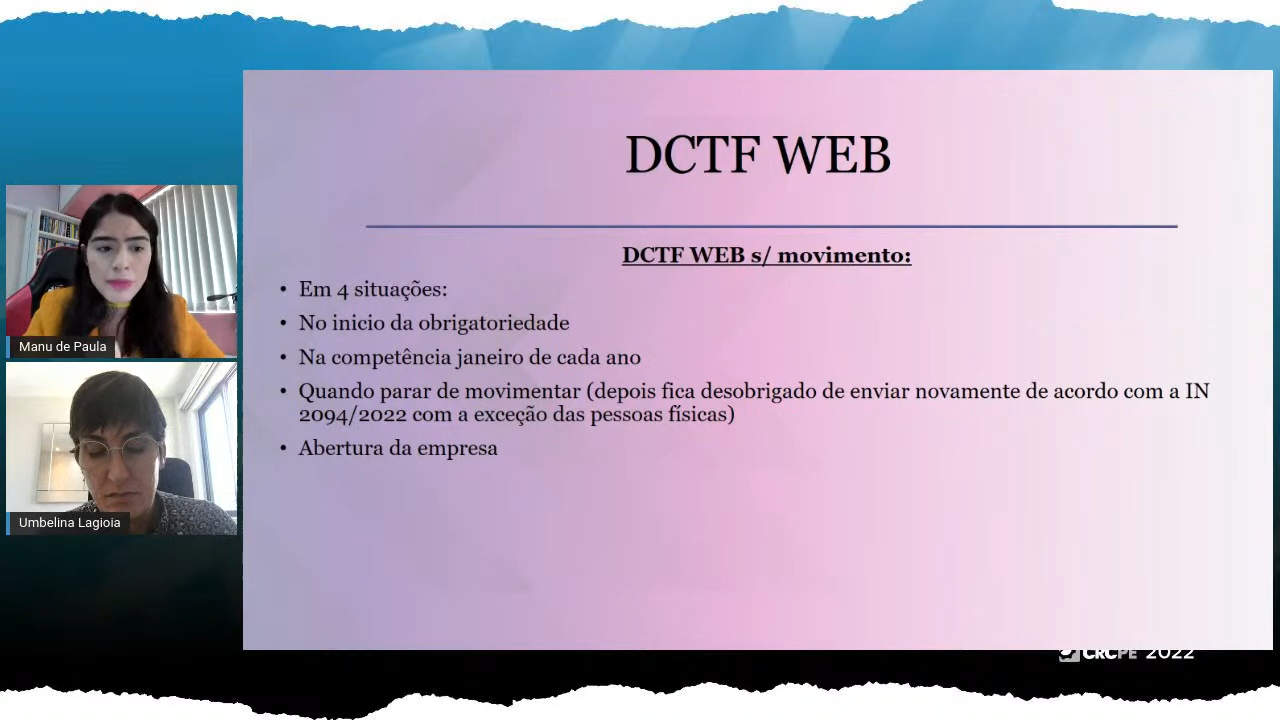 DCTF WEB
DCTF WEB s/ movimento:
• Em 4 situações:
• No inicio da obrigatoriedade
• Na competência janeiro de cada ano
• Quando parar de movimentar (depois fica desobrigado de enviar novamente de acordo com a IN
2094/2022 com a exceção das pessoas físicas)
• Abertura da empresa
Manu de Paula
Umbelina Lagioia
CRCPE 2022